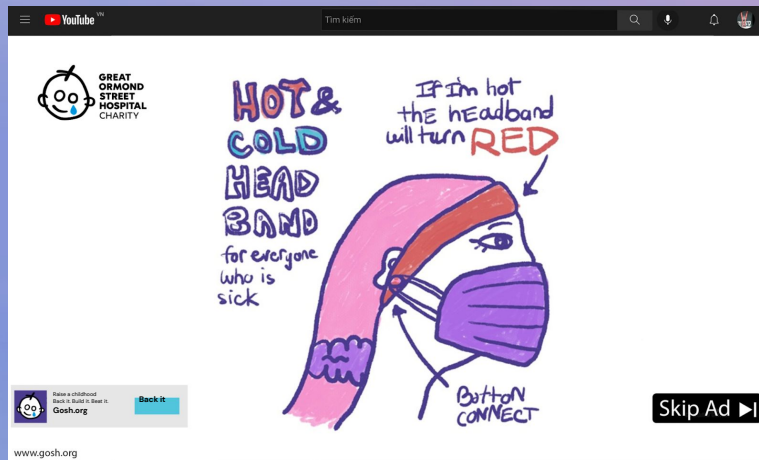 YouTube VN
Tìm kiếm
GREAT
ORMOND
STREET
HOSPITAL
CHARITY
HOT &
COLD
HEAD
BAND
for everyone
who is
sick
If I'm hot
the headband
will turn RED
BUTTON
CONNECT
Raise a childhood
Back it. Build it. Beat it.
Gosh.org
Back it
Skip Ad
www.gosh.org